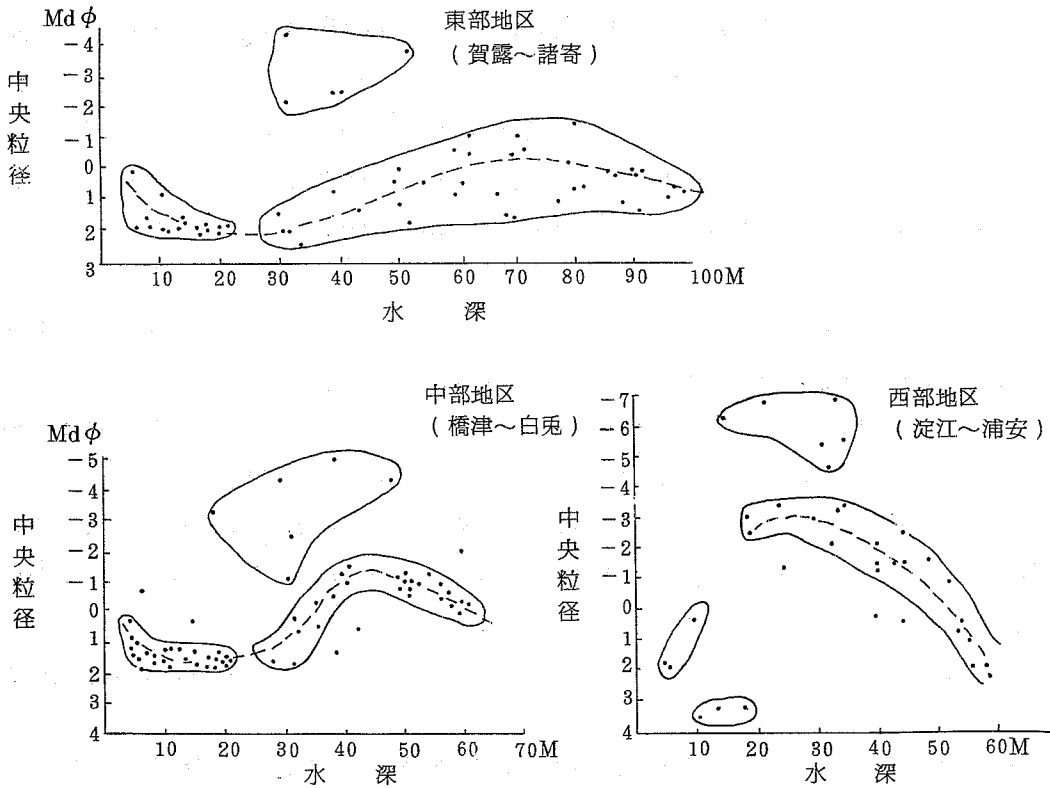 Md φ
東部地区
( 賀露～諸寄 )
中央粒径
－4
－3
－2
－1
0
1
2
3
10 20 30 40 50 60 70 80 90 100M
水 深
中部地区
( 橋津～白兎 )
Md φ
中央粒径
－5
－4
－3
－2
－1
0
1
2
3
4
10 20 30 40 50 60 70M
水 深
西部地区
( 淀江～浦安 )
中央粒径
－7
－6
－5
－4
－3
－2
－1
0
1
2
3
4
10 20 30 40 50 60M
水 深